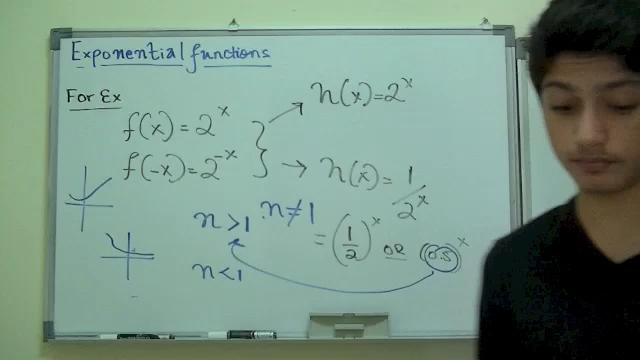 Exponential functions
For Ex
f(x) = 2^x
f(-x) = 2^-x
n(x) = 2^x
n(x) = 1/2^x
= (1/2)^x OR (0.5)^x
n > 1 n ≠ 1
n < 1